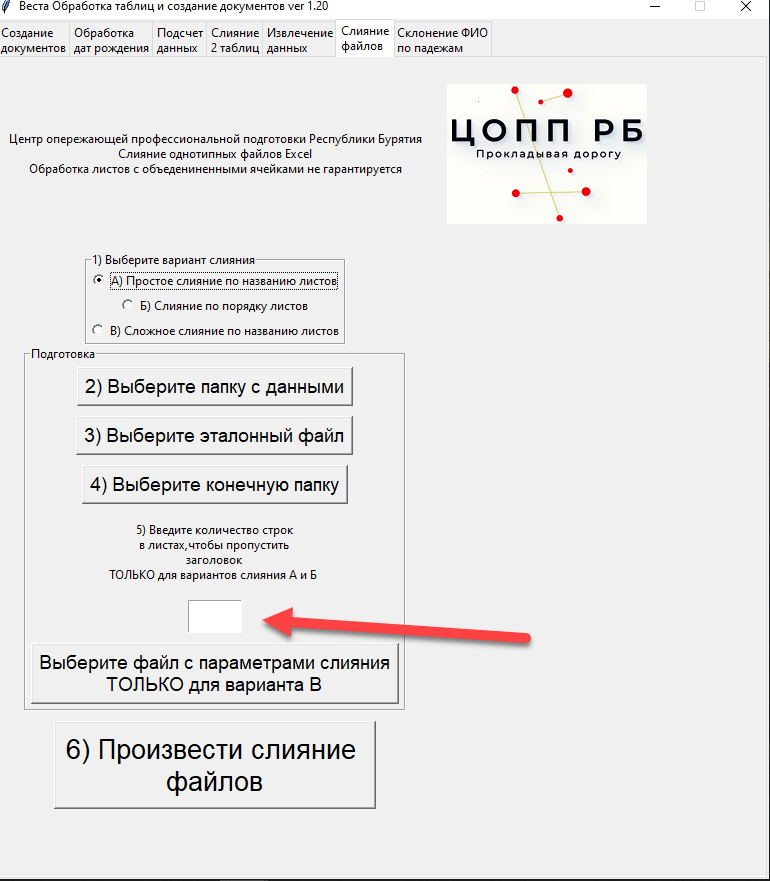 Веста Обработка таблиц и создание документов ver 1.20
Создание документов
Обработка дат рождения
Подсчет данных
Слияние 2 таблиц
Извлечение данных
Слияние файлов
Склонение ФИО по падежам
Центр опережающей профессиональной подготовки Республики Бурятия
Слияние однотипных файлов Excel
Обработка листов с объединенными ячейками не гарантируется
ЦОПП РБ
Прокладывая дорогу
1) Выберите вариант слияния
А) Простое слияние по названию листов
Б) Слияние по порядку листов
В) Сложное слияние по названию листов
Подготовка
2) Выберите папку с данными
3) Выберите эталонный файл
4) Выберите конечную папку
5) Введите количество строк
в листах,чтобы пропустить
заголовок
ТОЛЬКО для вариантов слияния А и Б
Выберите файл с параметрами слияния
ТОЛЬКО для варианта В
6) Произвести слияние
файлов